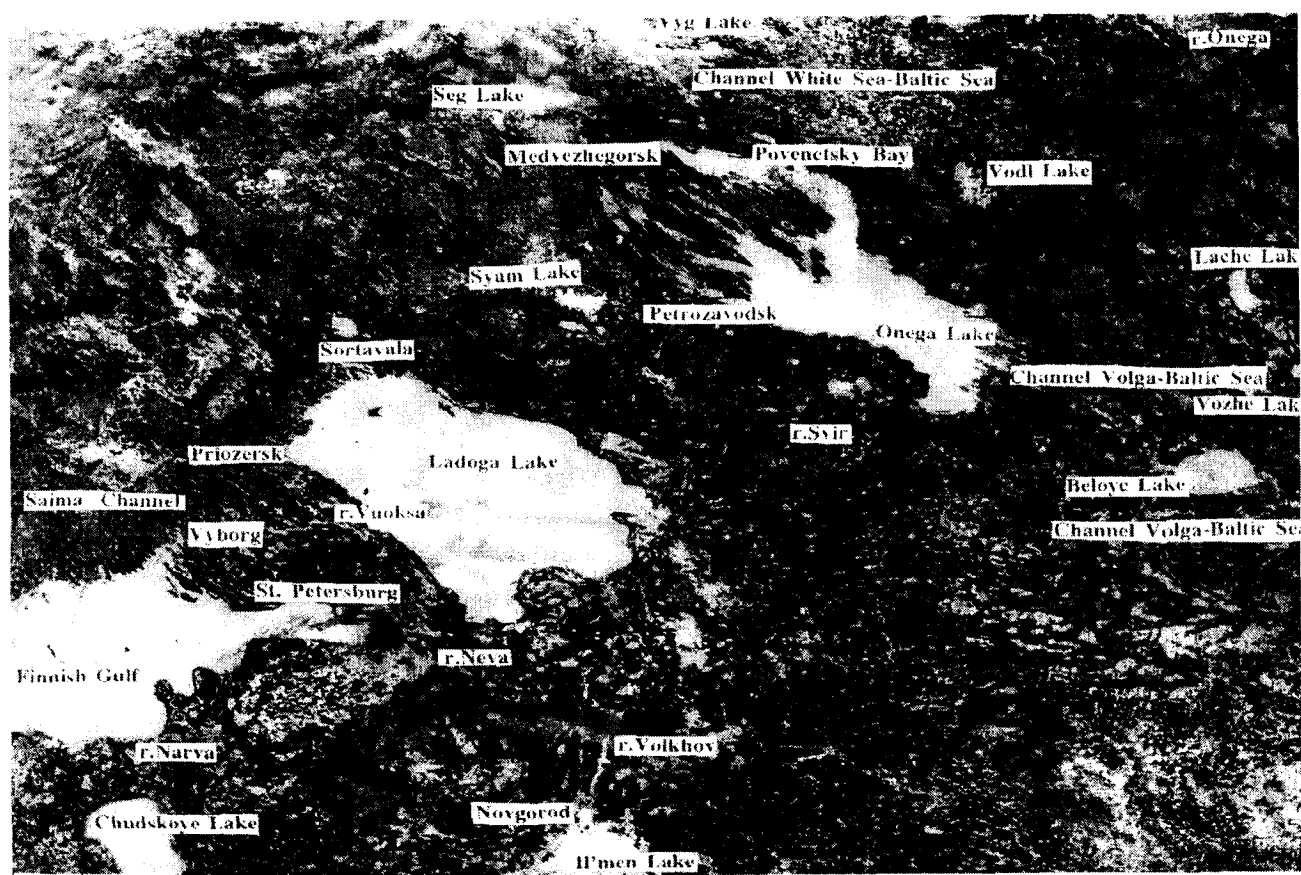 Vyg Lake
r.Onega
Channel White Sea-Baltic Sea
Seg Lake
Medvezhegorsk
Povenetsky Bay
Vodl Lake
Syam Lake
Lache Lak
Petrozavodsk
Onega Lake
Sortavala
Channel Volga-Baltic Sea
Vozhe Lak
r.Svir
Priozersk
Ladoga Lake
Beloye Lake
Saima Channel
r.Vuoksa
Vyborg
Channel Volga-Baltic Sea
St. Petersburg
r.Neva
Finnish Gulf
r.Narva
r.Volkhov
Novgorod
Chudskoye Lake
Il'men Lake